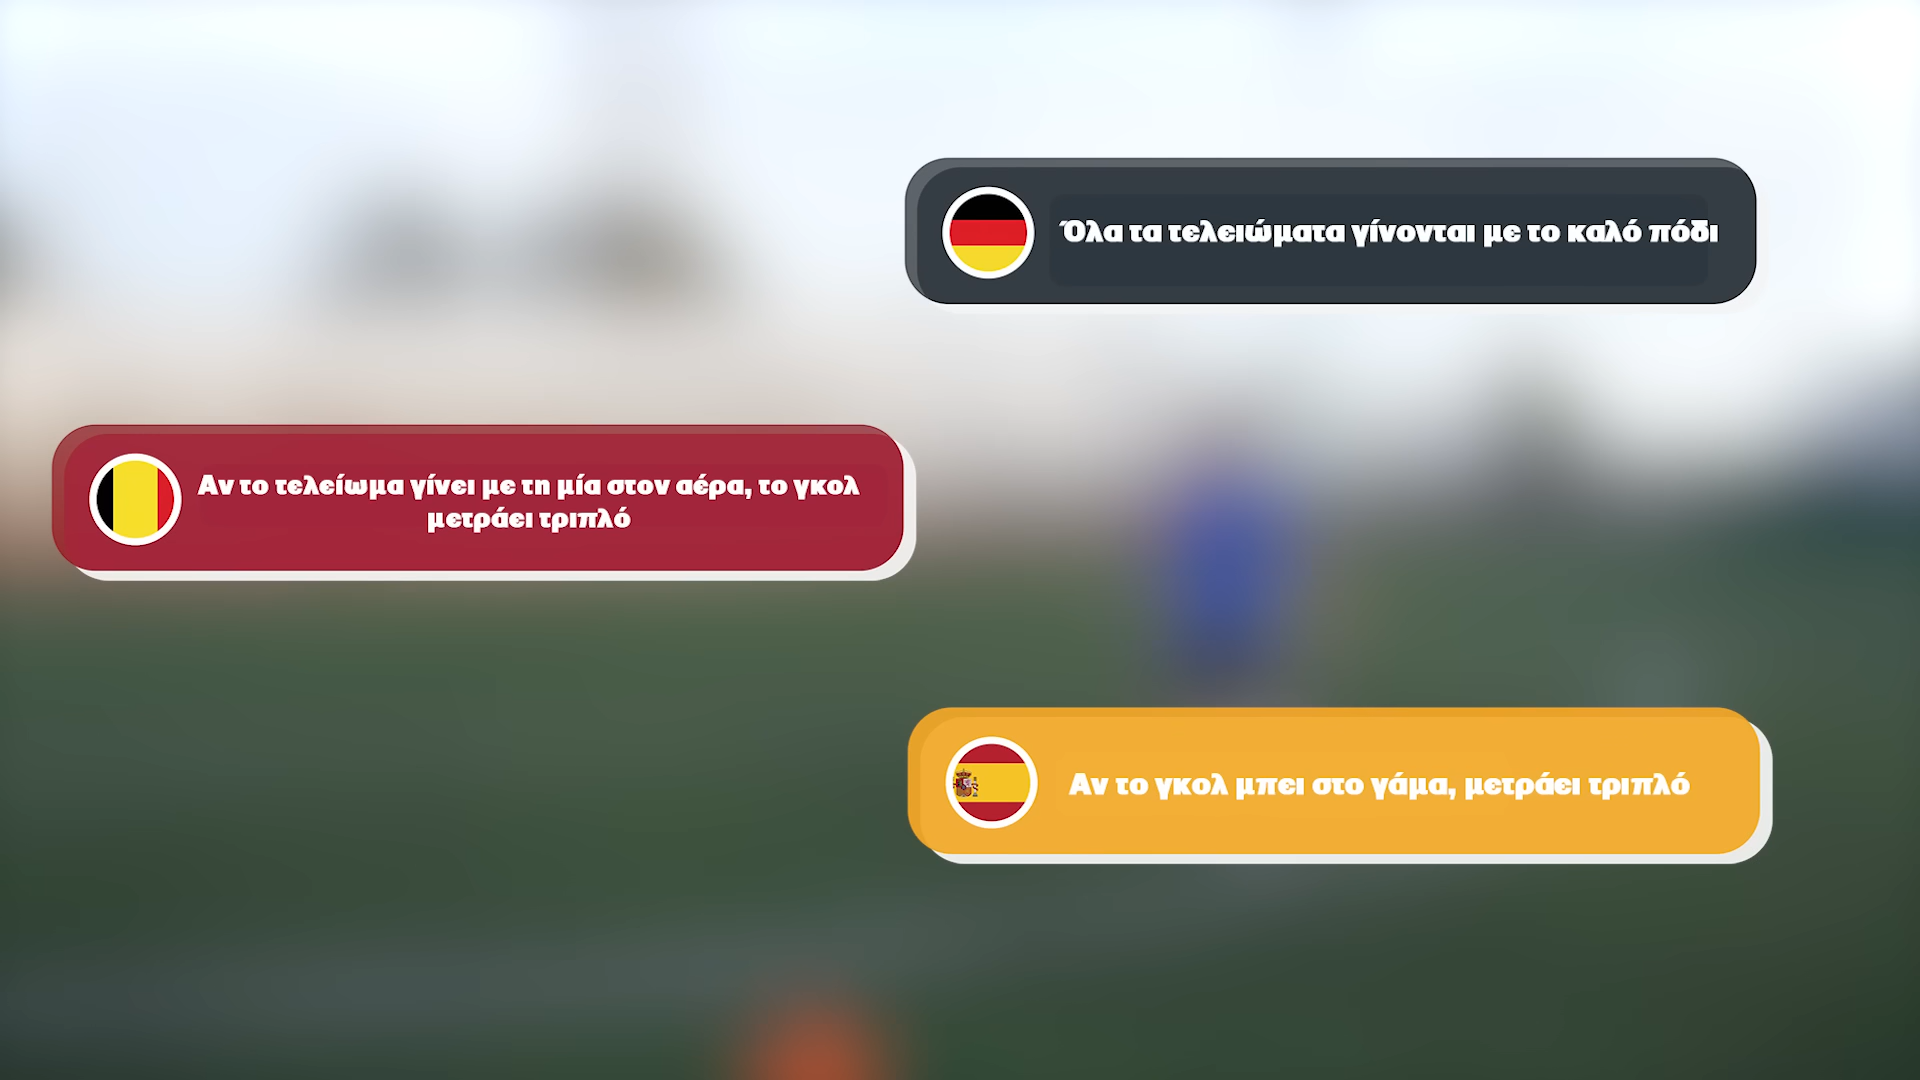 Όλα τα τελειώματα γίνονται με το καλό πόδι
Αν το τελείωμα γίνει με τη μία στον αέρα, το γκολ
μετράει τριπλό
Αν το γκολ μπει στο γάμα, μετράει τριπλό